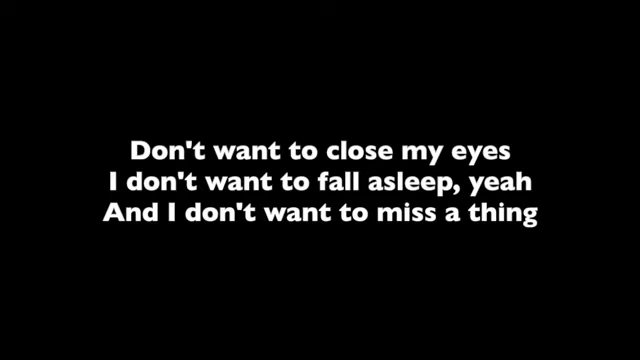 Don't want to close my eyes
I don't want to fall asleep, yeah
And I don't want to miss a thing